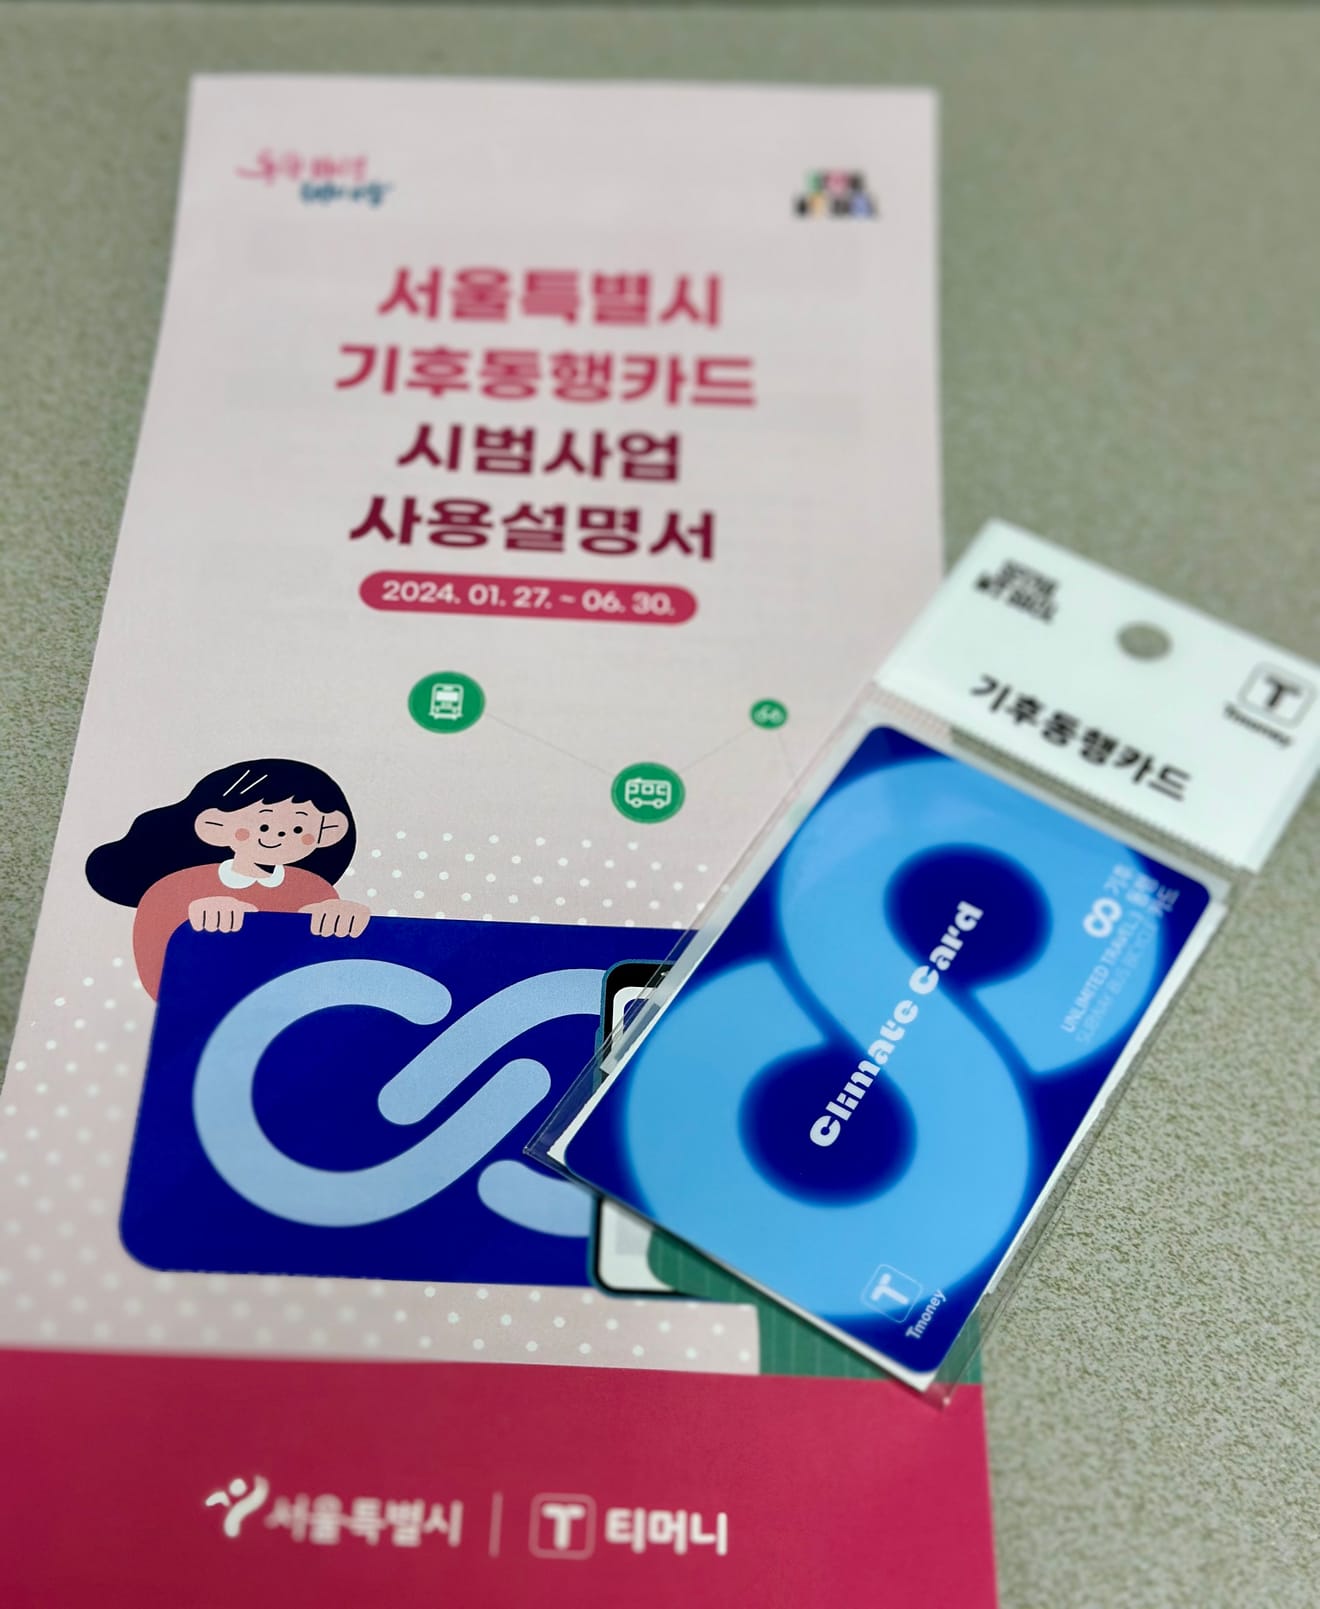 서울특별시
기후동행카드
시범사업
사용설명서
2024. 01. 27. ~ 06. 30.
기후동행카드
Tmoney
기후
동행
카드
UNLIMITED TRAVEL
SUBWAY BUS BICYCLE
Climate Card
Tmoney
서울특별시
티머니